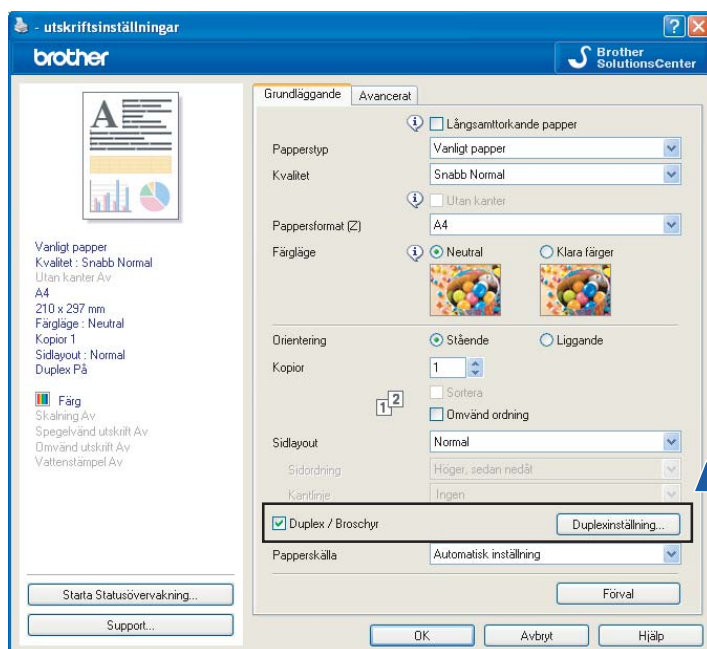 - utskriftsinställningar
brother
Brother
SolutionsCenter
Grundläggande Avancerat
A
Vanligt papper
Kvalitet : Snabb Normal
Utan kanter Av
A4
210 x 297 mm
Färgläge : Neutral
Kopior 1
Sidlayout : Normal
Duplex På
Färg
Skalning Av
Spegelvänd utskrift Av
Omvänd utskrift Av
Vattenstämpel Av
Starta Statusövervakning...
Support...
Långsamttorkande papper
Papperstyp Vanligt papper
Kvalitet Snabb Normal
Utan kanter
Pappersformat (Z) A4
Färgläge Neutral Klara färger
Orientering Stående Liggande
Kopior 1
Sortera
1 2
Omvänd ordning
Sidlayout Normal
Sidordning Höger, sedan nedåt
Kantlinje Ingen
Duplex / Broschyr Duplexinställning...
Papperskälla Automatisk inställning
Förval
OK Avbryt Hjälp